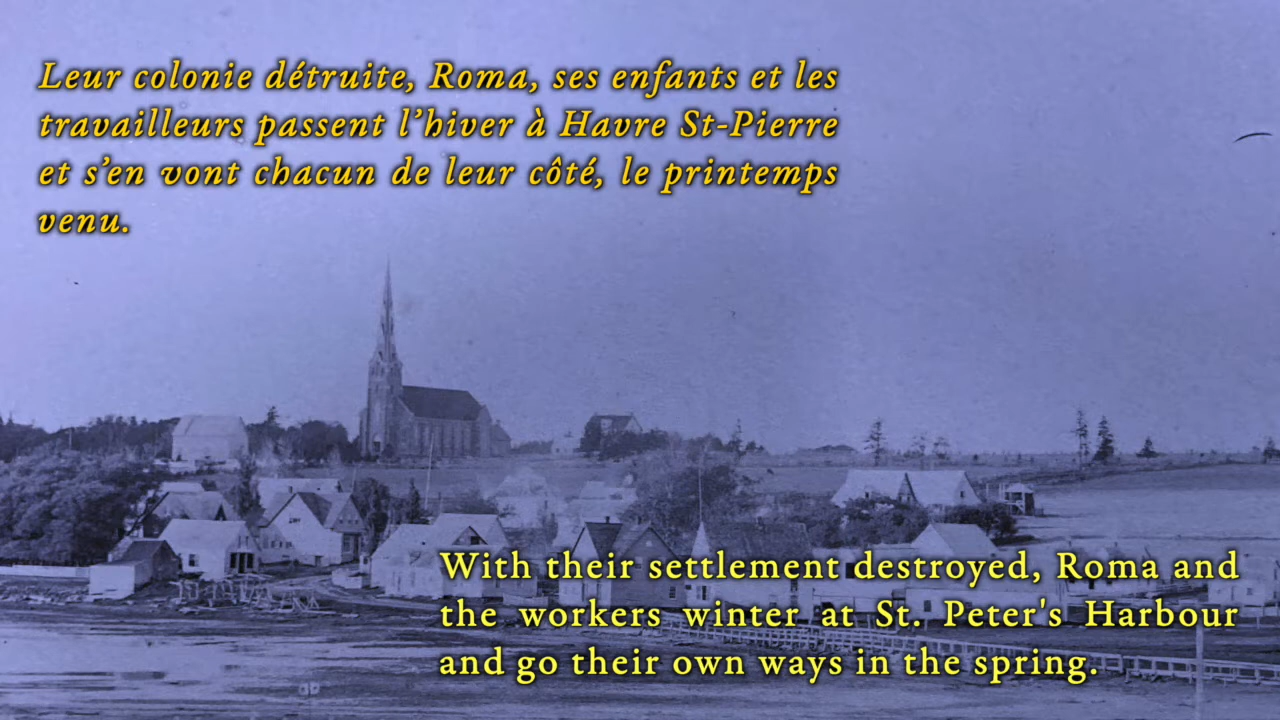 Leur colonie détruite, Roma, ses enfants et les
travailleurs passent l’hiver à Havre St-Pierre
et s’en vont chacun de leur côté, le printemps
venu.
With their settlement destroyed, Roma and
the workers winter at St. Peter's Harbour
and go their own ways in the spring.